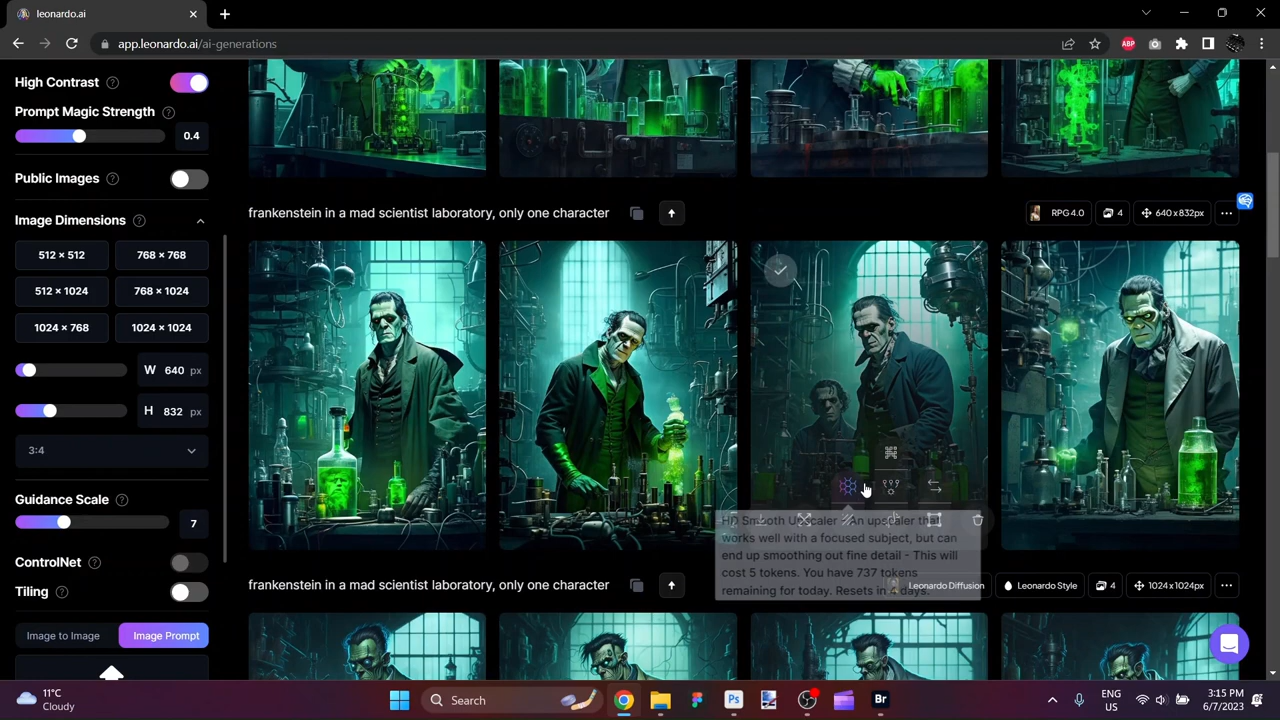 leonardo.ai
app.leonardo.ai/ai-generations
ABP
High Contrast
Prompt Magic Strength
0.4
Public Images
Image Dimensions
512 × 512
768 × 768
512 × 1024
768 × 1024
1024 × 768
1024 × 1024
W 640 px
H 832 px
3:4
Guidance Scale
7
ControlNet
Tiling
Image to Image
Image Prompt
frankenstein in a mad scientist laboratory, only one character
RPG 4.0
4
640 x 832px
HD Smooth Upscaler - An upscaler that
works well with a focused subject, but can
end up smoothing out fine detail - This will
cost 5 tokens. You have 737 tokens
remaining for today. Resets in 4 days.
frankenstein in a mad scientist laboratory, only one character
Leonardo Diffusion
Leonardo Style
4
1024x1024px
11°C
Cloudy
Search
Ps
Br
ENG
US
3:15 PM
6/7/2023